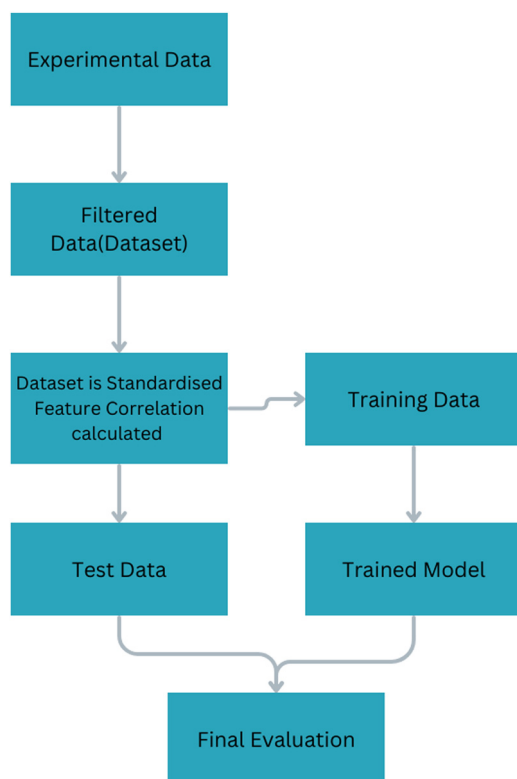 Experimental Data
Filtered
Data(Dataset)
Dataset is Standardised
Feature Correlation
calculated
Training Data
Test Data
Trained Model
Final Evaluation